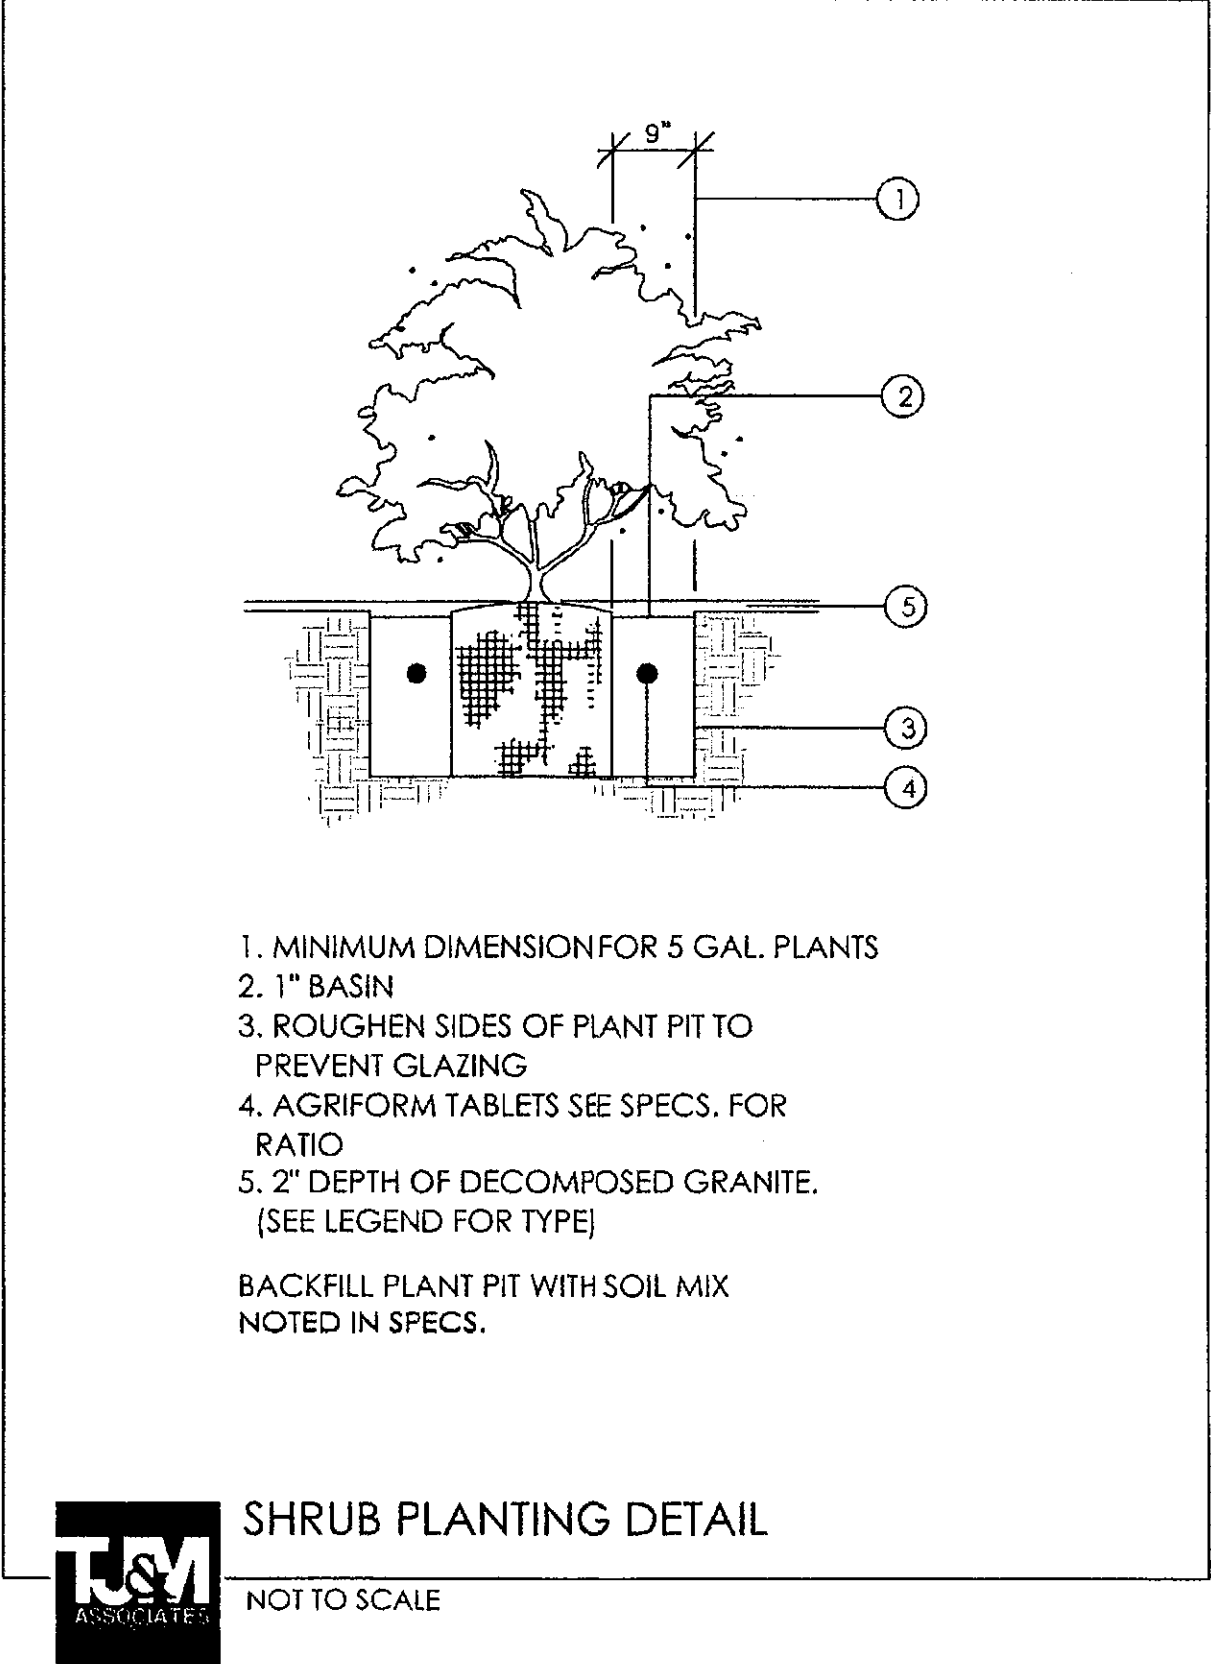 9"
1
2
5
3
4
1. MINIMUM DIMENSION FOR 5 GAL. PLANTS
2. 1" BASIN
3. ROUGHEN SIDES OF PLANT PIT TO
PREVENT GLAZING
4. AGRIFORM TABLETS SEE SPECS. FOR
RATIO
5. 2" DEPTH OF DECOMPOSED GRANITE.
(SEE LEGEND FOR TYPE)
BACKFILL PLANT PIT WITH SOIL MIX
NOTED IN SPECS.
SHRUB PLANTING DETAIL
TJ&M
ASSOCIATES
NOT TO SCALE